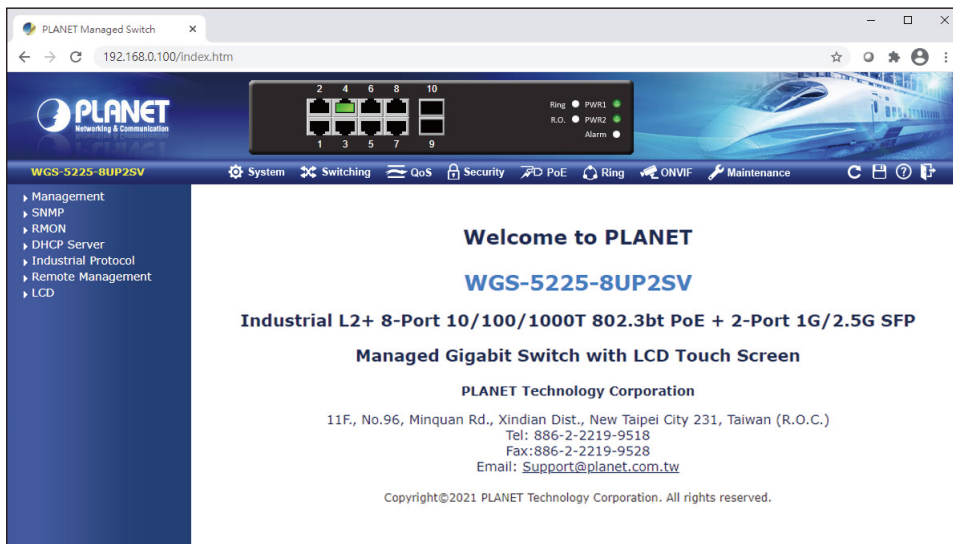 PLANET Managed Switch
192.168.0.100/index.htm
PLANET
Networking & Communication
2 4 6 8 10
1 3 5 7 9
Ring PWR1
R.O. PWR2
Alarm
WGS-5225-8UP2SV
System Switching QoS Security PoE Ring ONVIF Maintenance
Management
SNMP
RMON
DHCP Server
Industrial Protocol
Remote Management
LCD
Welcome to PLANET
WGS-5225-8UP2SV
Industrial L2+ 8-Port 10/100/1000T 802.3bt PoE + 2-Port 1G/2.5G SFP
Managed Gigabit Switch with LCD Touch Screen
PLANET Technology Corporation
11F., No.96, Minquan Rd., Xindian Dist., New Taipei City 231, Taiwan (R.O.C.)
Tel: 886-2-2219-9518
Fax:886-2-2219-9528
Email: Support@planet.com.tw
Copyright©2021 PLANET Technology Corporation. All rights reserved.